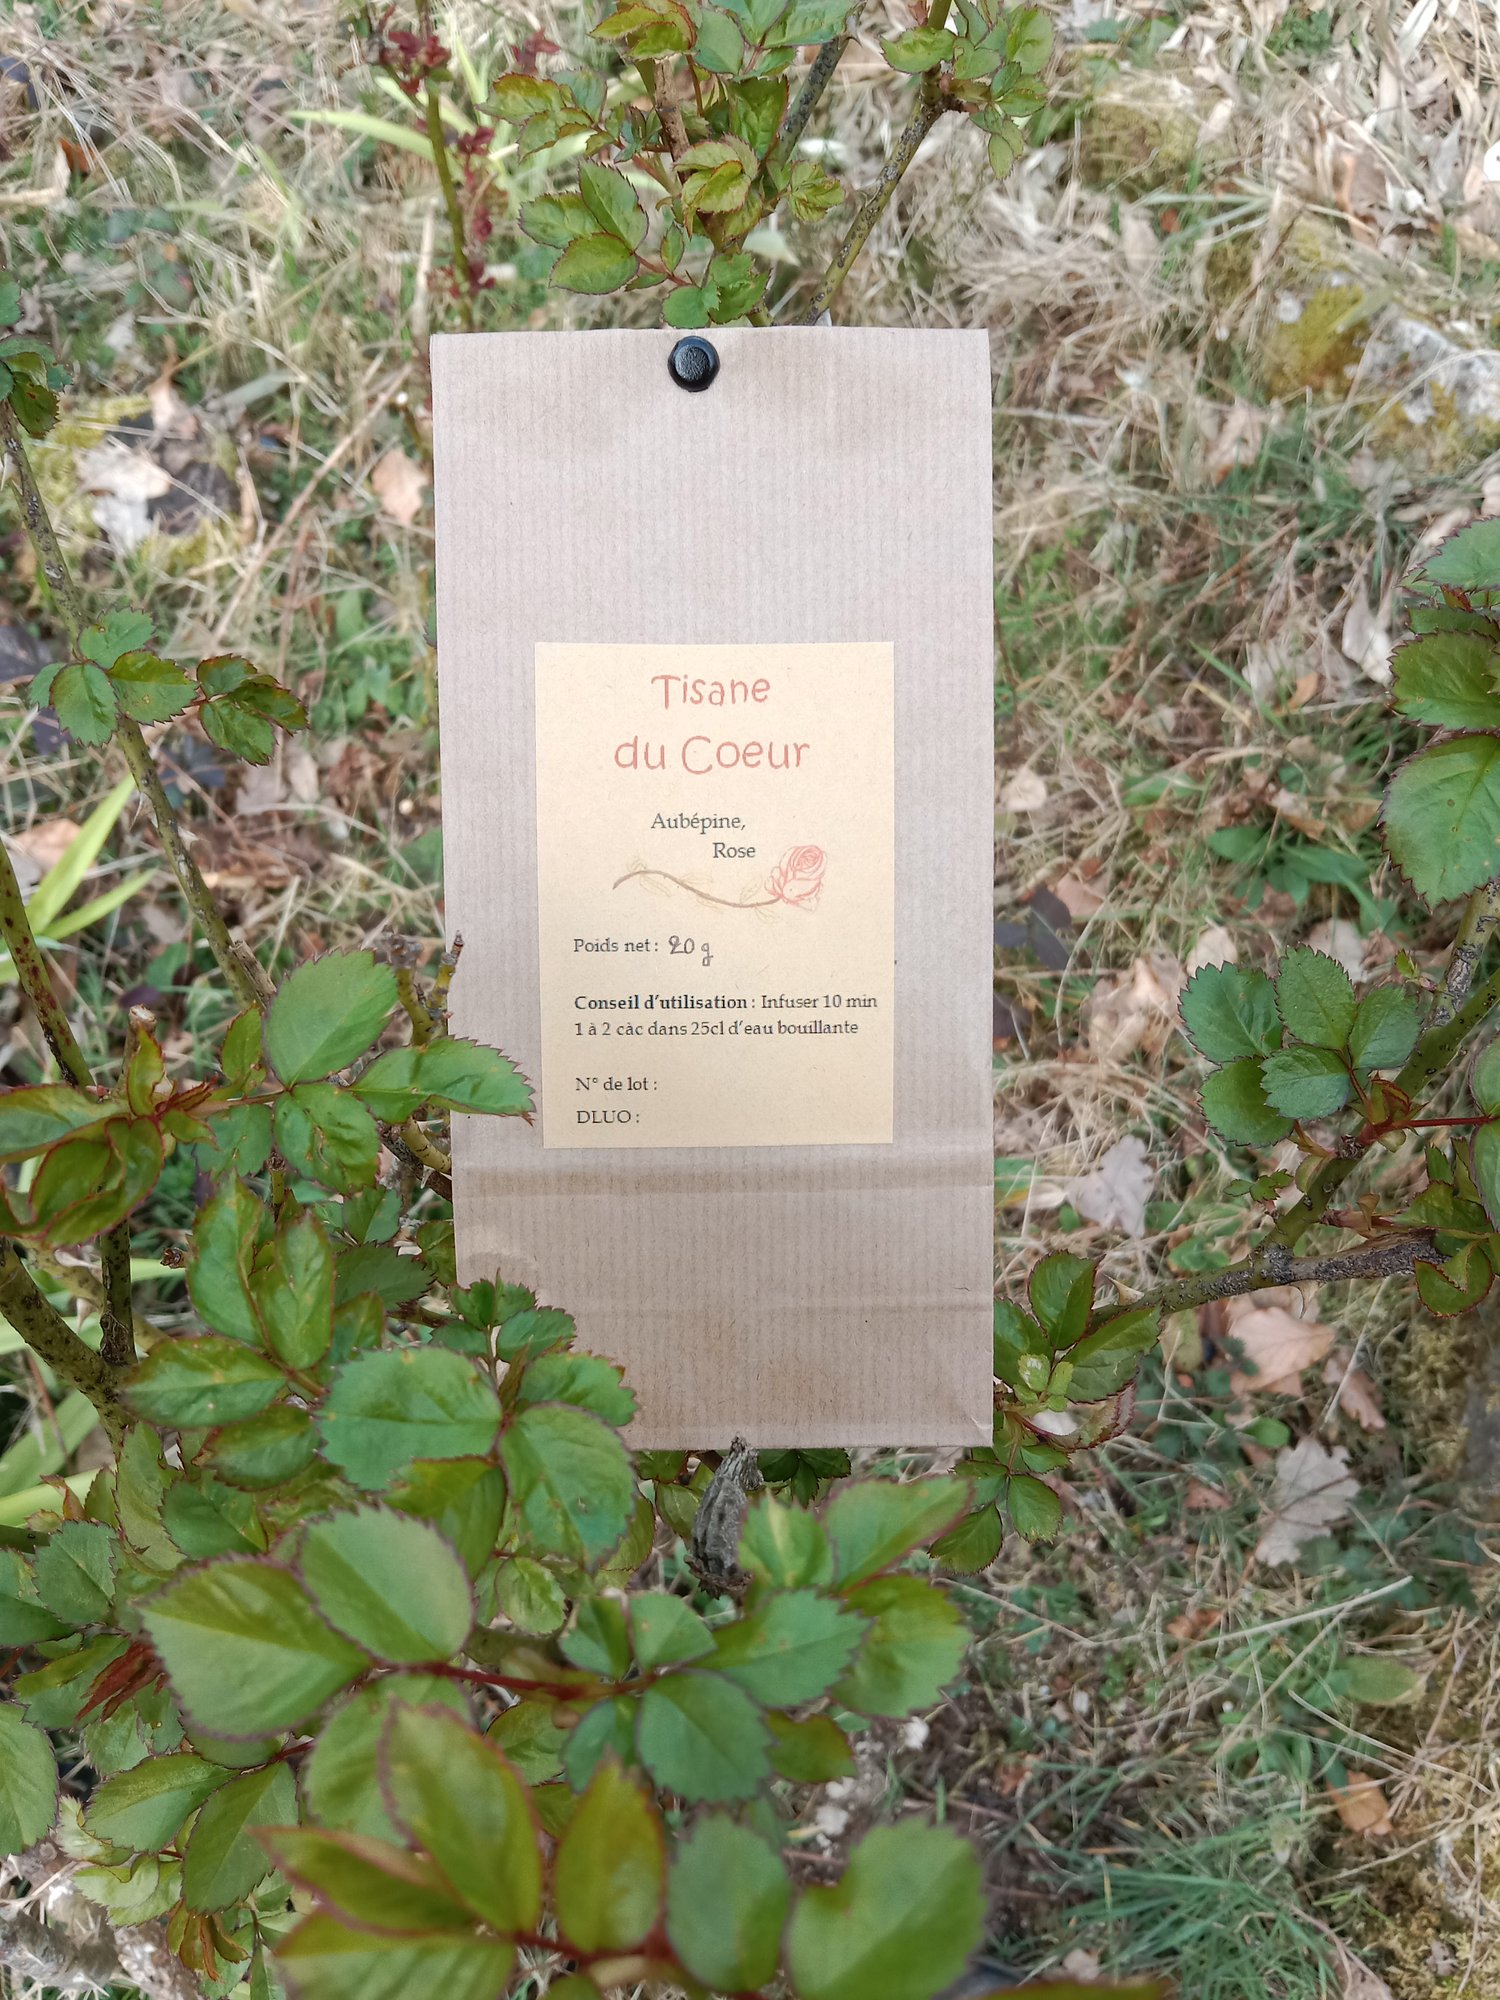 Tisane
du Coeur
Aubépine,
Rose
Poids net : 20 g
Conseil d'utilisation : Infuser 10 min
1 à 2 càc dans 25cl d'eau bouillante
N° de lot :
DLUO :